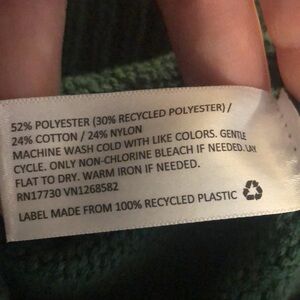 52% POLYESTER (30% RECYCLED POLYESTER) /
24% COTTON / 24% NYLON
MACHINE WASH COLD WITH LIKE COLORS. GENTLE
CYCLE. ONLY NON-CHLORINE BLEACH IF NEEDED. LAY
FLAT TO DRY. WARM IRON IF NEEDED.
RN17730 VN1268582
LABEL MADE FROM 100% RECYCLED PLASTIC